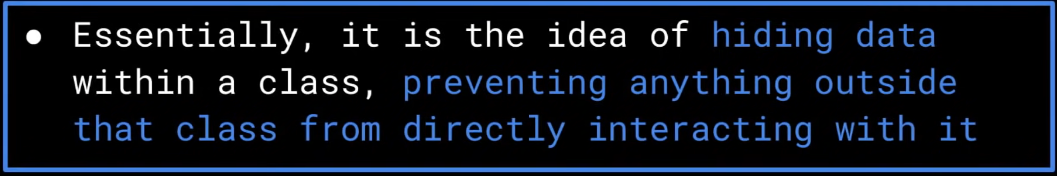 ● Essentially, it is the idea of hiding data
within a class, preventing anything outside
that class from directly interacting with it